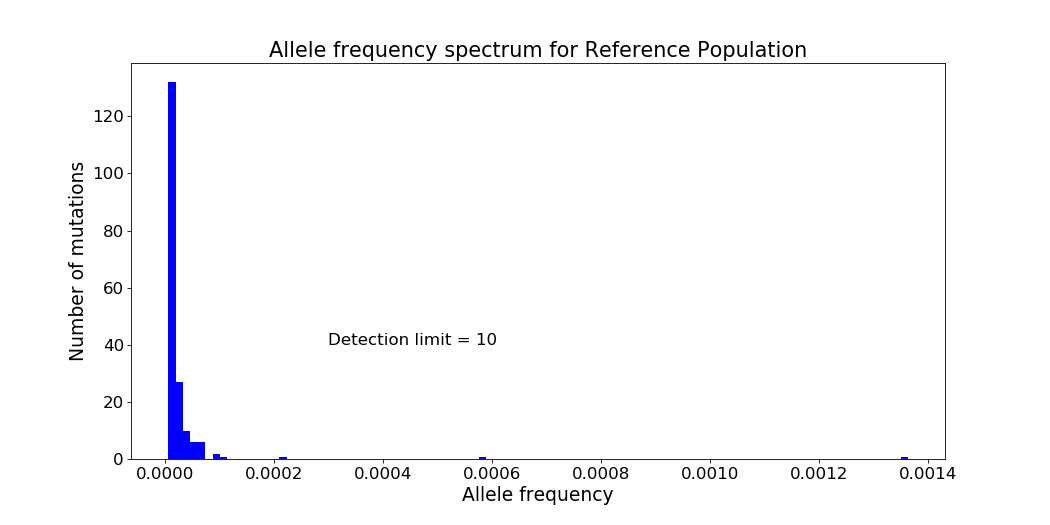 Allele frequency spectrum for Reference Population
Number of mutations
120
100
80
60
40
20
0
Detection limit = 10
0.0000 0.0002 0.0004 0.0006 0.0008 0.0010 0.0012 0.0014
Allele frequency